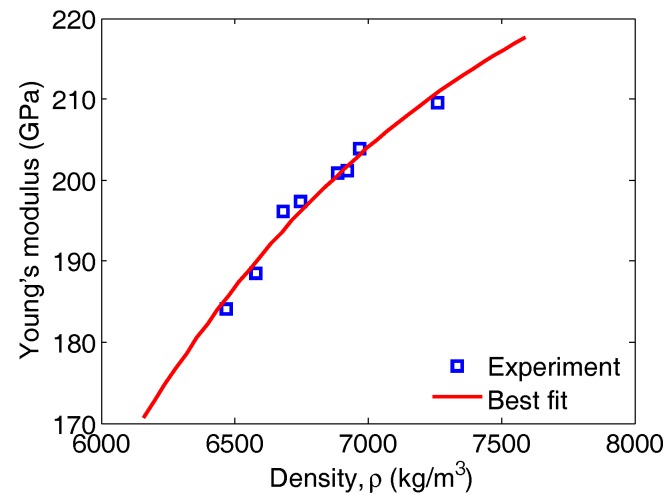 220
210
200
190
180
170
Young's modulus (GPa)
Experiment
Best fit
6000 6500 7000 7500 8000
Density, ρ (kg/m³)